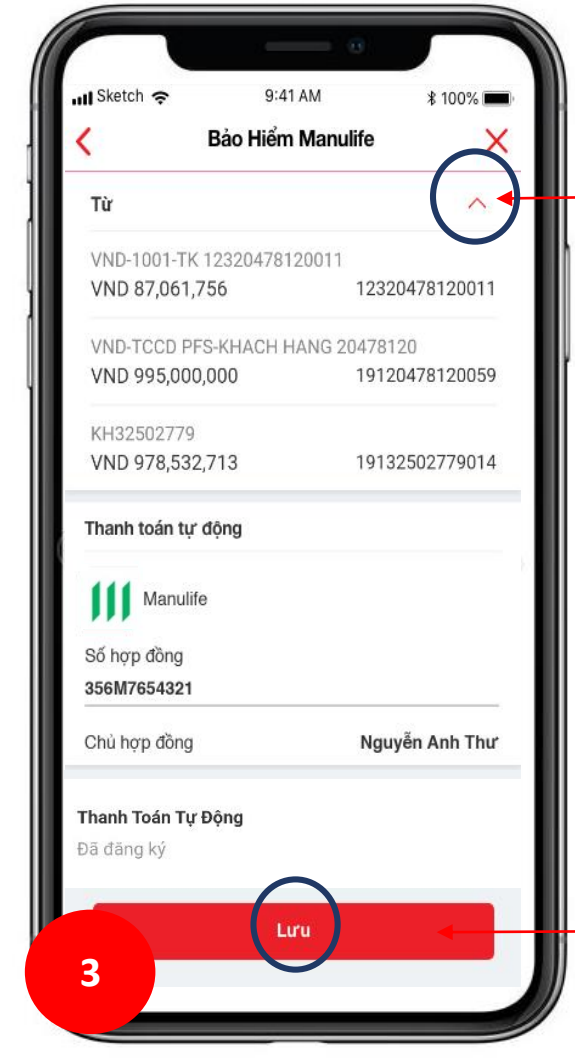 Sketch 9:41 AM 100%
Bảo Hiểm Manulife
Từ
VND-1001-TK 12320478120011
VND 87,061,756 12320478120011
VND-TCCD PFS-KHACH HANG 20478120
VND 995,000,000 19120478120059
KH32502779
VND 978,532,713 19132502779014
Thanh toán tự động
Manulife
Số hợp đồng
356M7654321
Chủ hợp đồng Nguyễn Anh Thư
Thanh Toán Tự Động
Đã đăng ký
Lưu
3